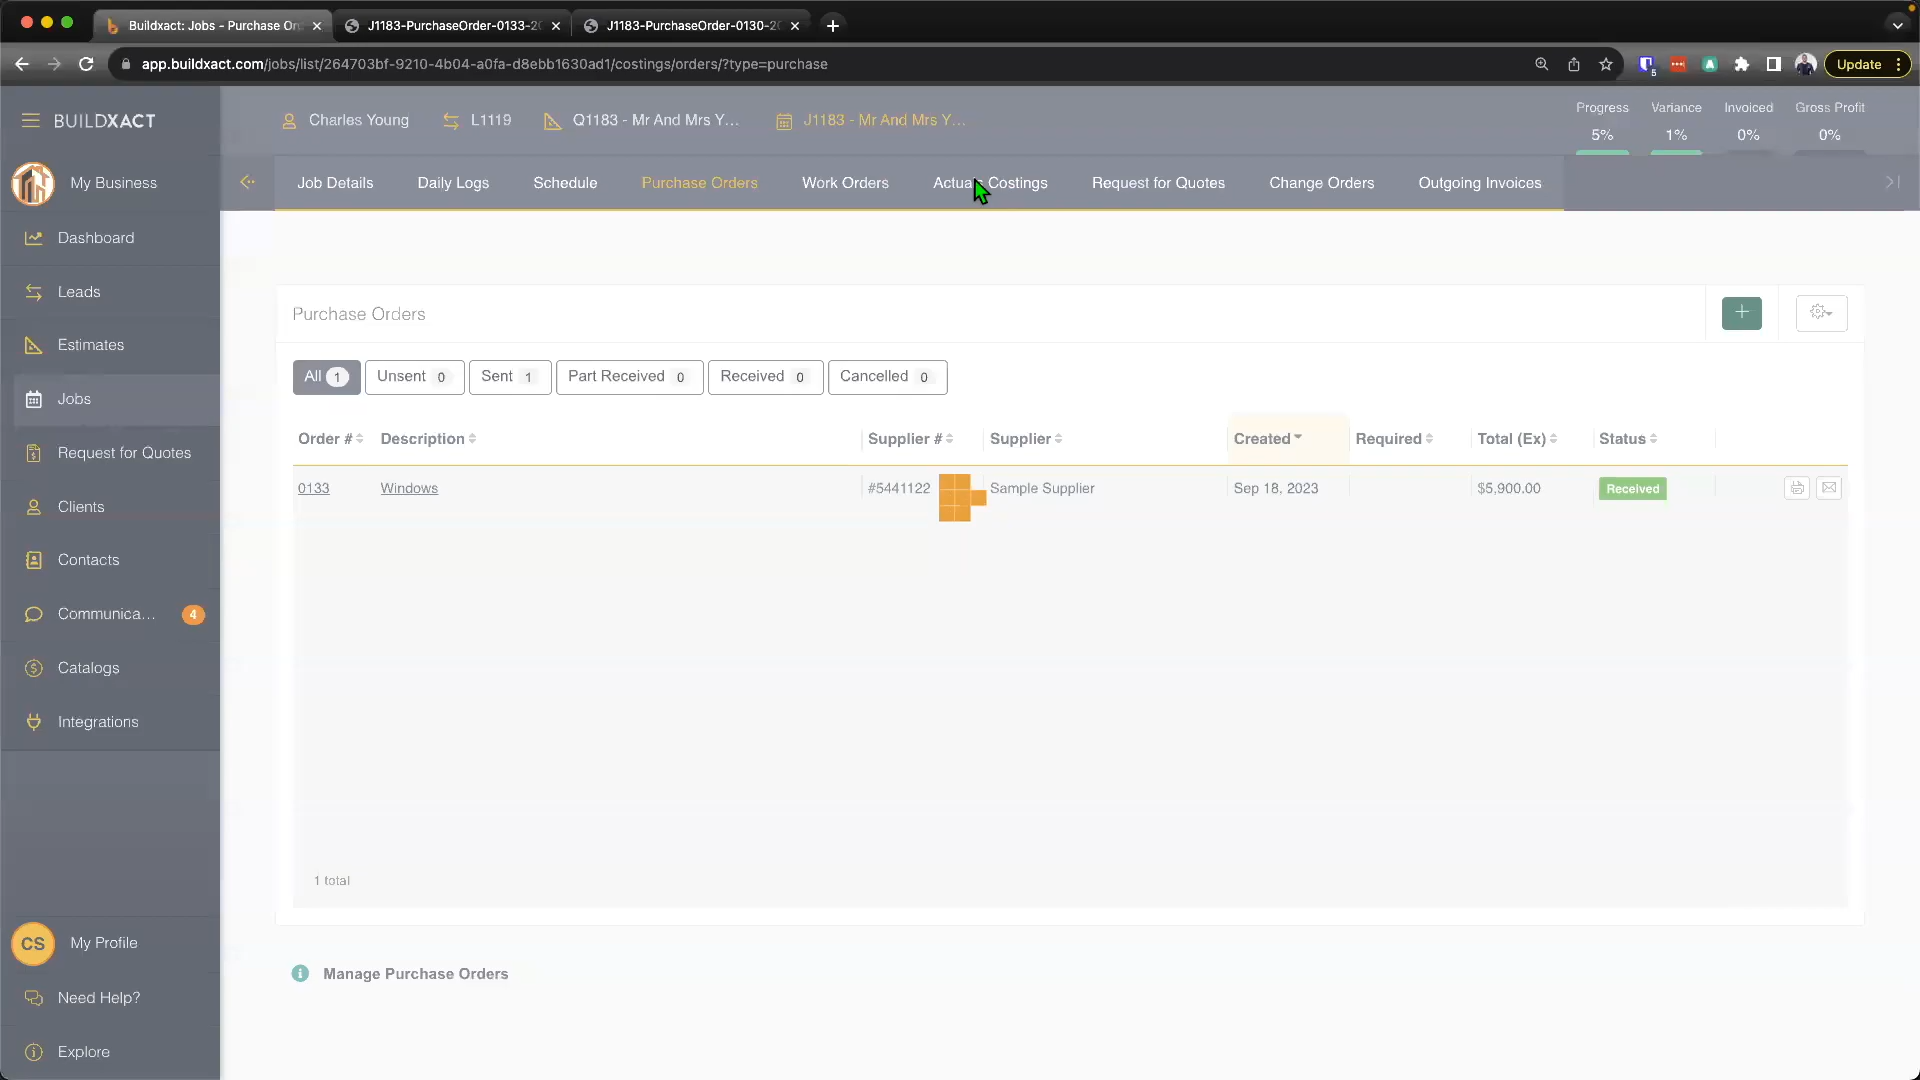 Buildxact: Jobs - Purchase Or
J1183-PurchaseOrder-0133-20
J1183-PurchaseOrder-0130-20
app.buildxact.com/jobs/list/264703bf-9210-4b04-a0fa-d8ebb1630ad1/costings/orders/?type=purchase
5
Update
BUILDXACT
Charles Young
L1119
Q1183 - Mr And Mrs Y...
J1183 - Mr And Mrs Y...
Progress
5%
Variance
1%
Invoiced
0%
Gross Profit
0%
My Business
Job Details
Daily Logs
Schedule
Purchase Orders
Work Orders
Actual Costings
Request for Quotes
Change Orders
Outgoing Invoices
Dashboard
Leads
Estimates
Jobs
Request for Quotes
Clients
Contacts
Communica... 4
Catalogs
Integrations
Purchase Orders
All 1
Unsent 0
Sent 1
Part Received 0
Received 0
Cancelled 0
Order #
Description
Supplier #
Supplier
Created
Required
Total (Ex)
Status
0133
Windows
#5441122
Sample Supplier
Sep 18, 2023
$5,900.00
Received
1 total
Manage Purchase Orders
CS
My Profile
Need Help?
Explore